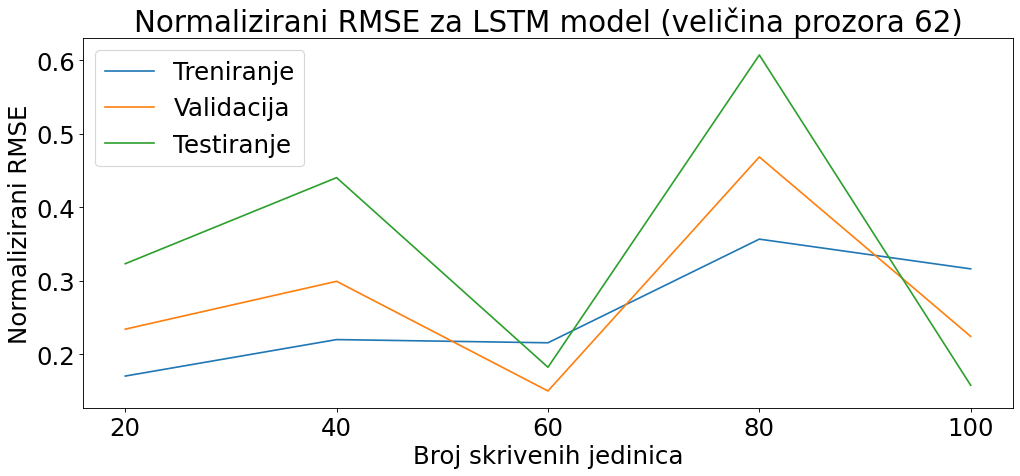 Normalizirani RMSE za LSTM model (veličina prozora 62)
Treniranje
Validacija
Testiranje
Normalizirani RMSE
0.6
0.5
0.4
0.3
0.2
20 40 60 80 100
Broj skrivenih jedinica